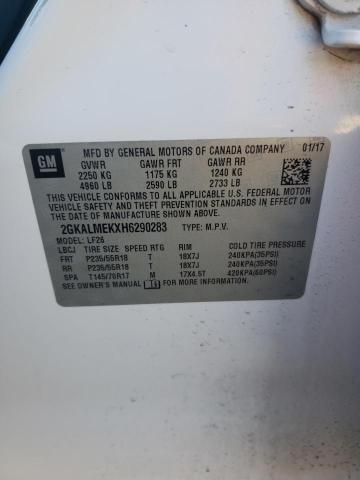 GM
MFD BY GENERAL MOTORS OF CANADA COMPANY 01/17
GVWR GAWR FRT GAWR RR
2250 KG 1175 KG 1240 KG
4960 LB 2590 LB 2733 LB
THIS VEHICLE CONFORMS TO ALL APPLICABLE U.S. FEDERAL MOTOR
VEHICLE SAFETY AND THEFT PREVENTION STANDARDS IN EFFECT ON
THE DATE OF MANUFACTURE SHOWN ABOVE.
2GKALMEKXH6290283 TYPE: M.P.V.
MODEL: LF26
LBCJ TIRE SIZE SPEED RTG RIM COLD TIRE PRESSURE
FRT P235/55R18 T 18X7J 240KPA(35PSI)
RR P235/55R18 T 18X7J 240KPA(35PSI)
SPA T145/70R17 M 17X4.5T 420KPA(60PSI)
SEE OWNER'S MANUAL FOR MORE INFORMATION.